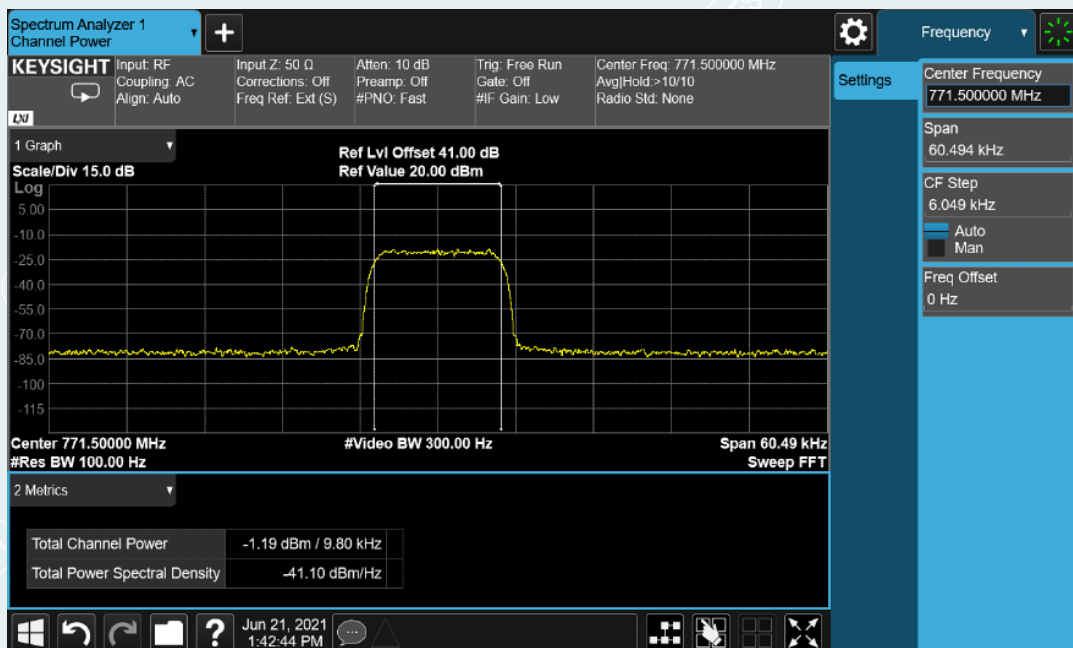 Spectrum Analyzer 1
Channel Power
Frequency
KEYSIGHT
Input: RF
Coupling: AC
Align: Auto
Input Z: 50 Ω
Corrections: Off
Freq Ref: Ext (S)
Atten: 10 dB
Preamp: Off
#PNO: Fast
Trig: Free Run
Gate: Off
#IF Gain: Low
Center Freq: 771.500000 MHz
Avg|Hold:>10/10
Radio Std: None
LXI
Settings
Center Frequency
771.500000 MHz
Span
60.494 kHz
CF Step
6.049 kHz
Auto
Man
Freq Offset
0 Hz
1 Graph
Scale/Div 15.0 dB
Ref Lvl Offset 41.00 dB
Ref Value 20.00 dBm
Log
5.00
-10.0
-25.0
-40.0
-55.0
-70.0
-85.0
-100
-115
Center 771.50000 MHz
#Video BW 300.00 Hz
Span 60.49 kHz
#Res BW 100.00 Hz
Sweep FFT
2 Metrics
Total Channel Power -1.19 dBm / 9.80 kHz
Total Power Spectral Density -41.10 dBm/Hz
?
Jun 21, 2021
1:42:44 PM